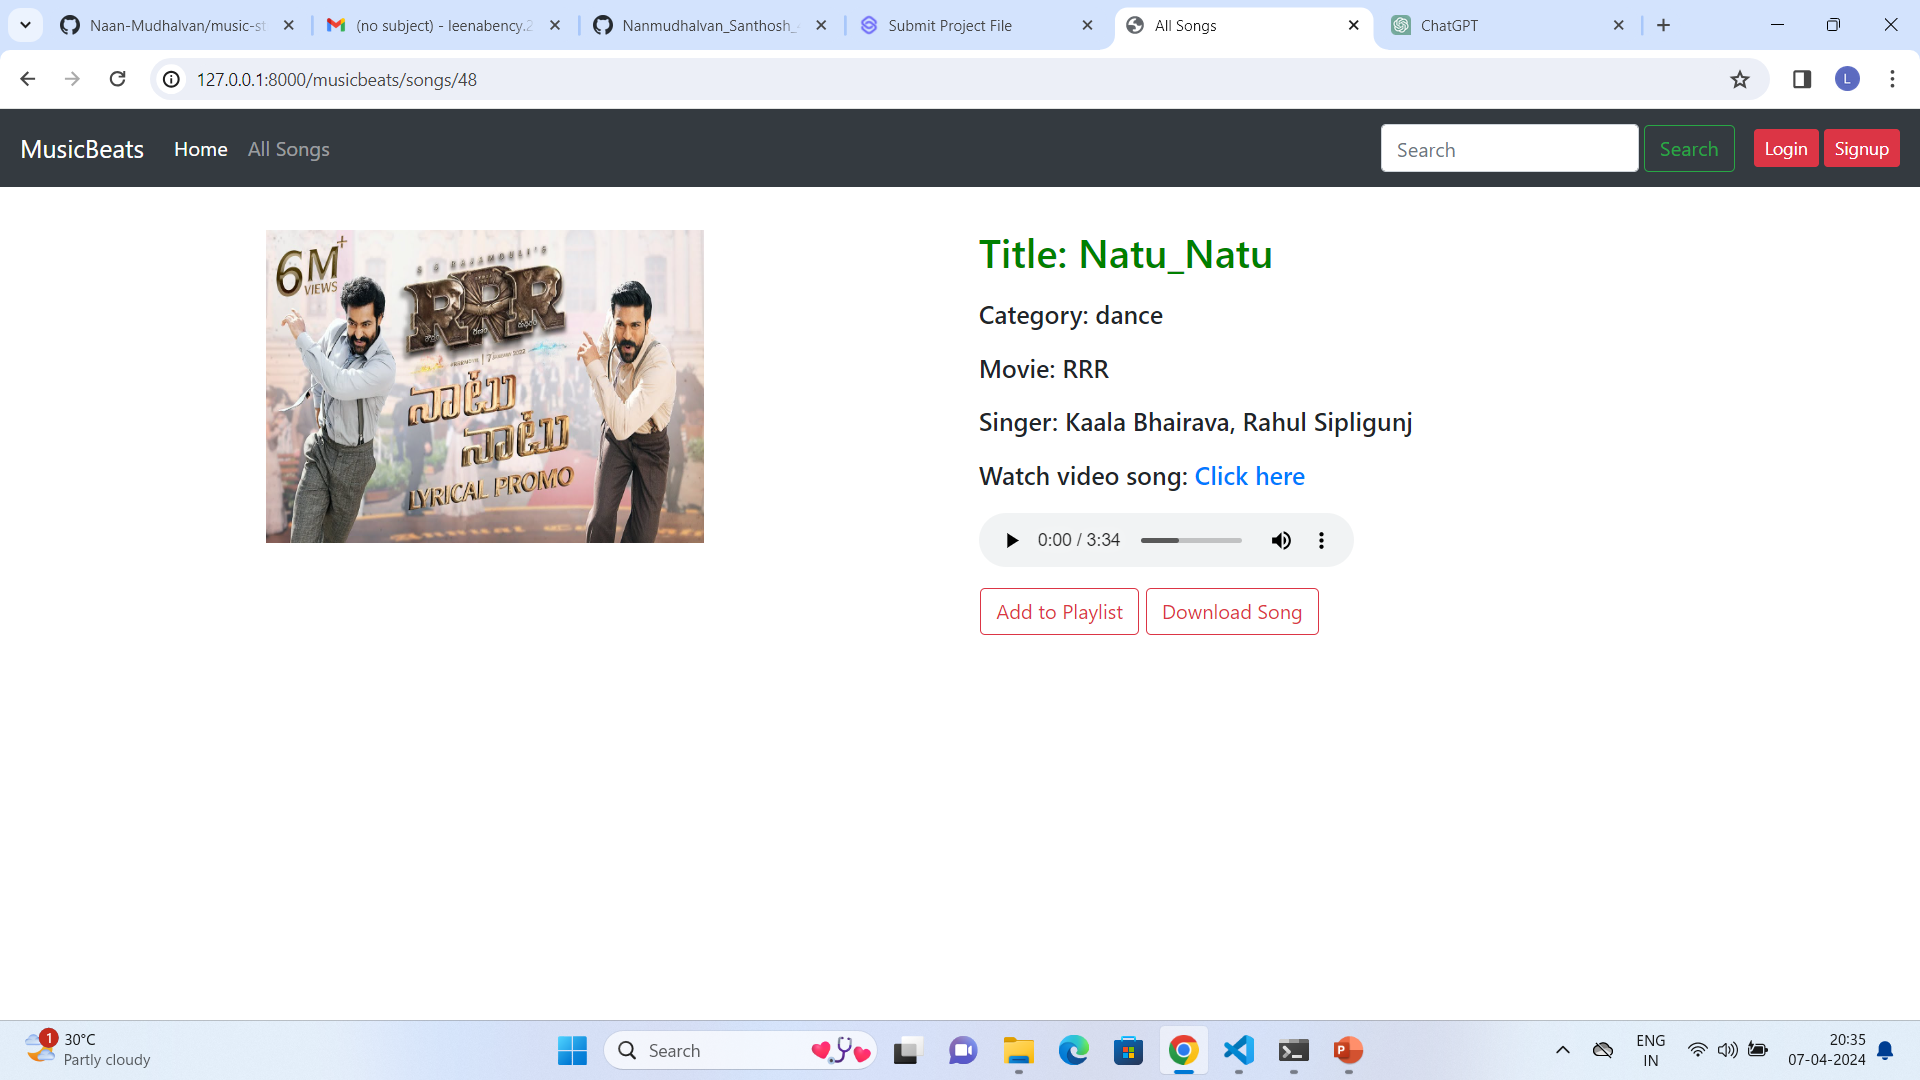 Naan-Mudhalvan/music-st
(no subject) - leenabency.2
Nanmudhalvan_Santhosh_
Submit Project File
All Songs
ChatGPT
127.0.0.1:8000/musicbeats/songs/48
L
MusicBeats
Home
All Songs
Search
Search
Login
Signup
6M+
VIEWS
S S RAJAMOULI'S
RRR
నాటు
నాటు
LYRICAL PROMO
Title: Natu_Natu
Category: dance
Movie: RRR
Singer: Kaala Bhairava, Rahul Sipligunj
Watch video song: Click here
0:00 / 3:34
Add to Playlist
Download Song
1
30°C
Partly cloudy
Search
ENG
IN
20:35
07-04-2024